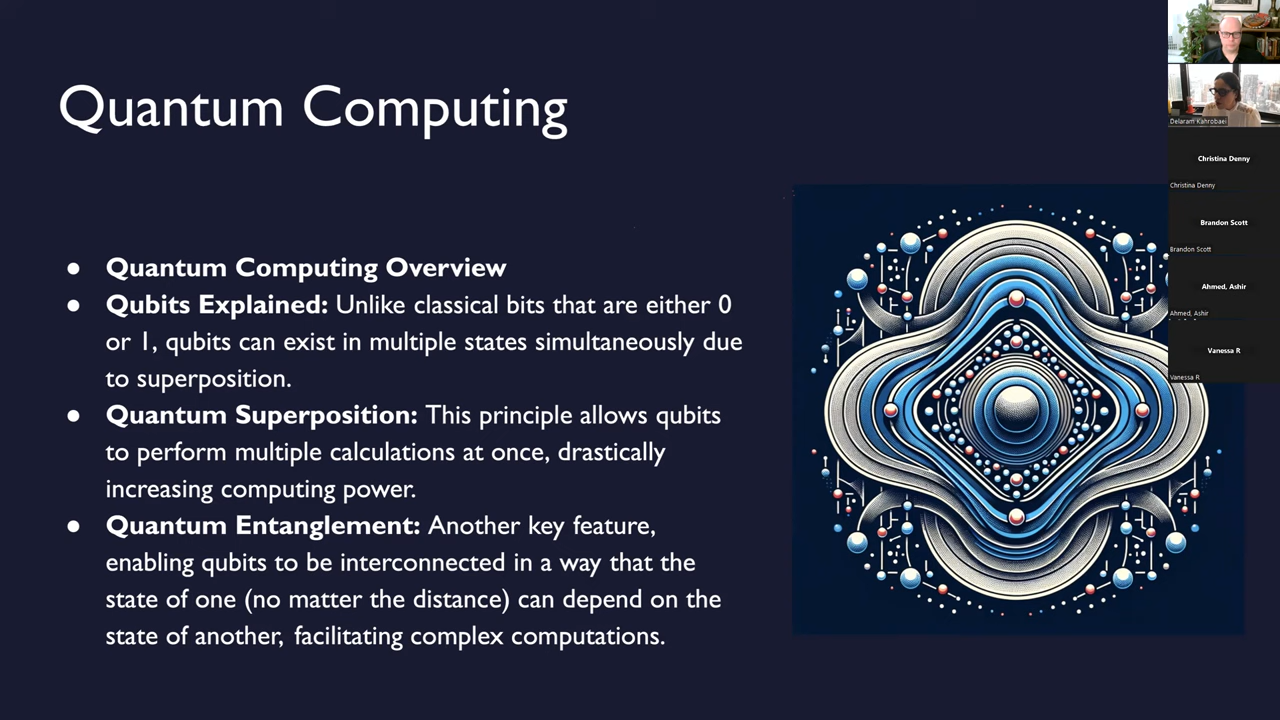 Quantum Computing
● Quantum Computing Overview
● Qubits Explained: Unlike classical bits that are either 0
or 1, qubits can exist in multiple states simultaneously due
to superposition.
● Quantum Superposition: This principle allows qubits
to perform multiple calculations at once, drastically
increasing computing power.
● Quantum Entanglement: Another key feature,
enabling qubits to be interconnected in a way that the
state of one (no matter the distance) can depend on the
state of another, facilitating complex computations.
Delaram Kahrobaei
Christina Denny
Christina Denny
Brandon Scott
Brandon Scott
Ahmed, Ashir
Ahmed, Ashir
Vanessa R
Vanessa R